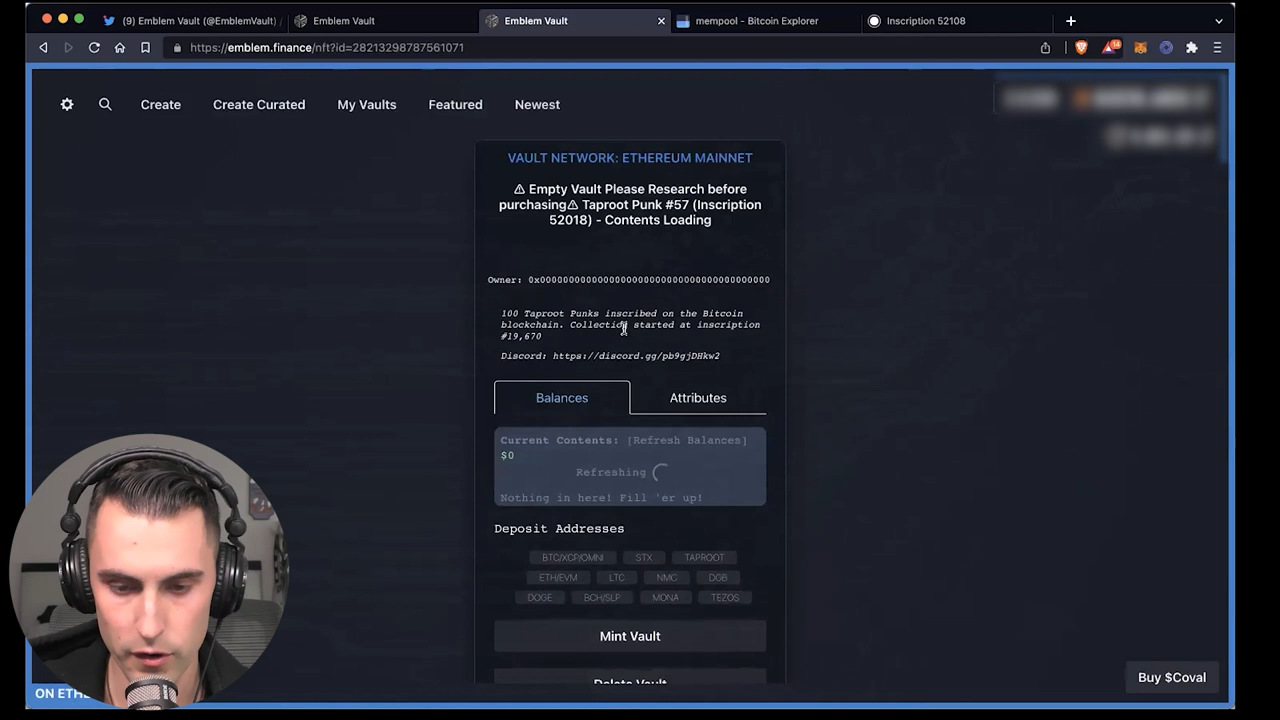 (9) Emblem Vault (@EmblemVault) /
Emblem Vault
Emblem Vault
mempool - Bitcoin Explorer
Inscription 52108
https://emblem.finance/nft?id=28213298787561071
14
Create
Create Curated
My Vaults
Featured
Newest
VAULT NETWORK: ETHEREUM MAINNET
⚠ Empty Vault Please Research before
purchasing⚠ Taproot Punk #57 (Inscription
52018) - Contents Loading
Owner: 0x0000000000000000000000000000000000000000
100 Taproot Punks inscribed on the Bitcoin
blockchain. Collection started at inscription
#19,670
Discord: https://discord.gg/pb9gjDHkw2
Balances
Attributes
Current Contents: [Refresh Balances]
$0
Refreshing
Nothing in here! Fill 'er up!
Deposit Addresses
BTC/XCP/OMNI
STX
TAPROOT
ETH/EVM
LTC
NMC
DGB
DOGE
BCH/SLP
MONA
TEZOS
Mint Vault
Delete Vault
Buy $Coval
ON ETH